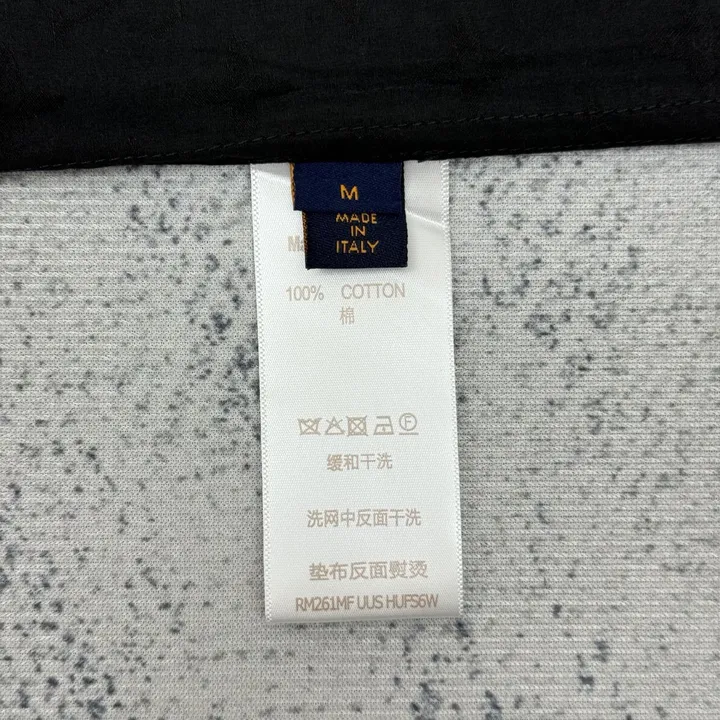 M
MADE
IN
ITALY
100% COTTON
棉
F
缓和干洗
洗网中反面干洗
垫布反面熨烫
RM261MF UUS HUFS6W